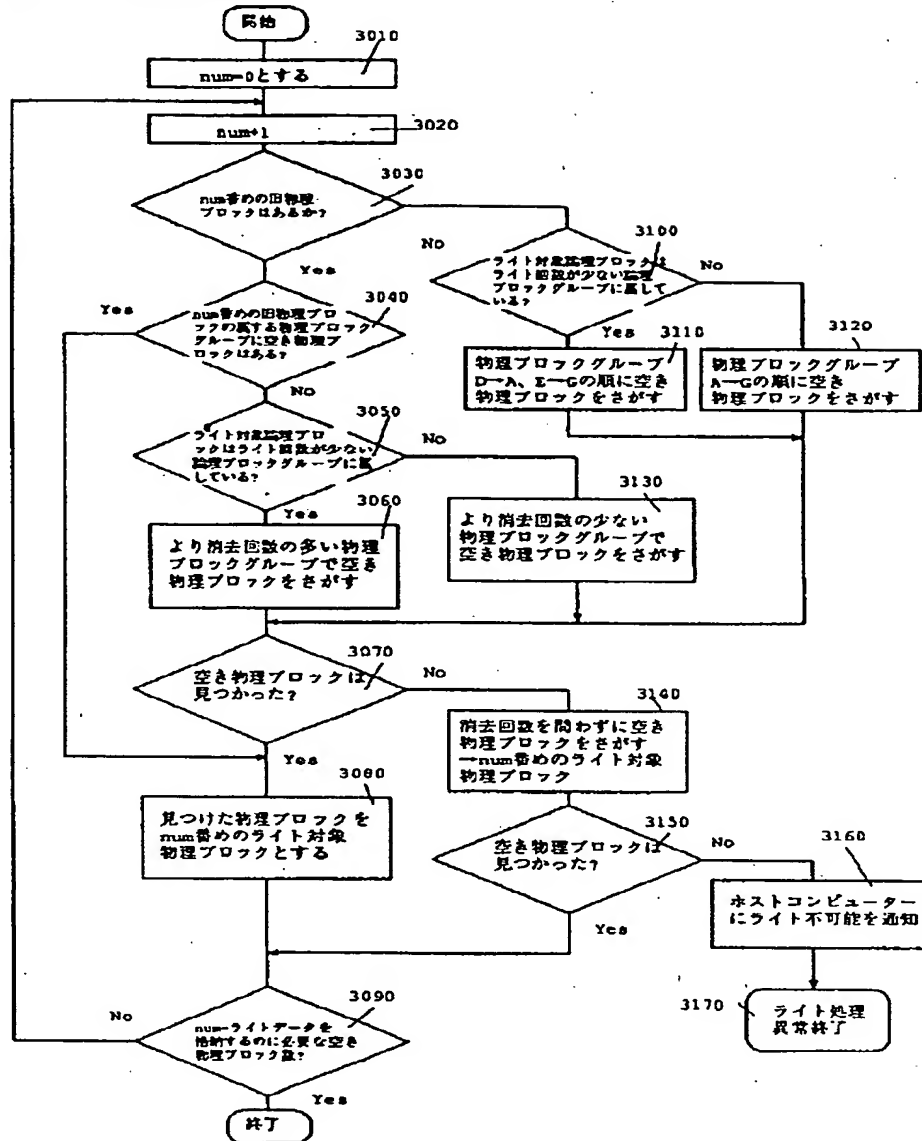 開始
3010
num=0とする
num+1
3020
3030
num番めの旧物理
ブロックはあるか?
No
Yes
3100
ライト対象論理ブロックは
ライト回数が少ない論理
ブロックグループに属して
いる?
No
Yes
Yes
3040
num番めの旧物理ブロ
ックの属する物理ブロック
グループに空き物理ブ
ロックはある?
3110
物理ブロックグループ
D→A、E→Gの順に空き
物理ブロックをさがす
3120
物理ブロックグループ
A→Gの順に空き
物理ブロックをさがす
No
3050
ライト対象論理ブロ
ックはライト回数が少ない
論理ブロックグループに属
している?
No
Yes
3060
より消去回数の多い物理
ブロックグループで空き
物理ブロックをさがす
3130
より消去回数の少ない
物理ブロックグループで
空き物理ブロックをさがす
3070
空き物理ブロックは
見つかった?
No
Yes
3140
消去回数を問わずに空き
物理ブロックをさがす
→num番めのライト対象
物理ブロック
3080
見つけた物理ブロックを
num番めのライト対象
物理ブロックとする
3150
空き物理ブロックは
見つかった?
No
Yes
3160
ホストコンピューター
にライト不可能を通知
3170
ライト処理
異常終了
3090
num=ライトデータを
格納するのに必要な空き
物理ブロック数?
No
Yes
終了